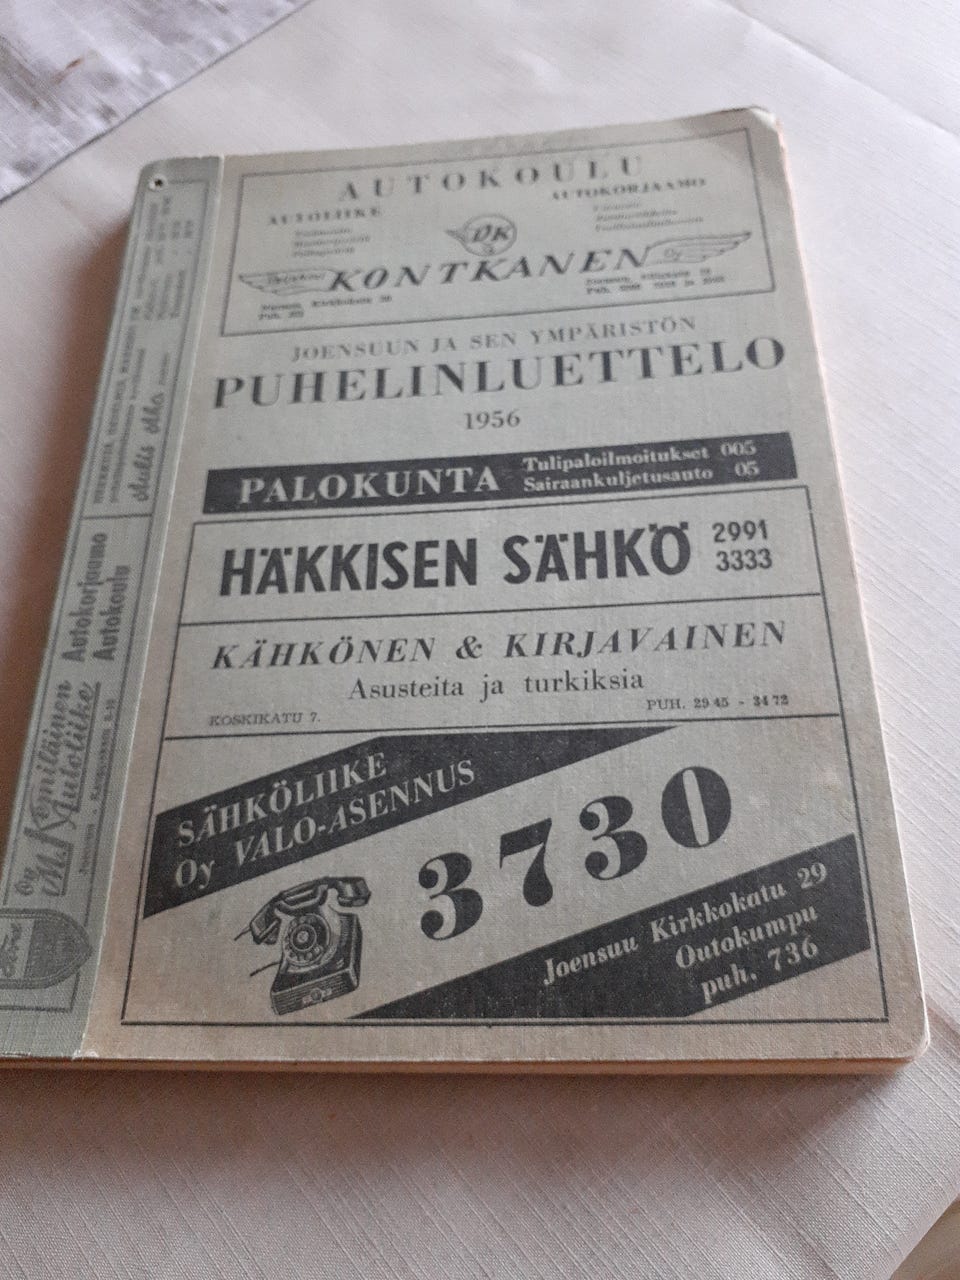 AUTOKOULU
AUTOLIIKE
AUTOKORJAAMO
KONTKANEN Oy
JOENSUUN JA SEN YMPÄRISTÖN
PUHELINLUETTELO
1956
PALOKUNTA
Tulipaloilmoitukset 005
Sairaankuljetusauto 05
HÄKKISEN SÄHKÖ
2991
3333
KÄHKÖNEN & KIRJAVAINEN
Asusteita ja turkiksia
KOSKIKATU 7.
PUH. 29 45 - 34 72
SÄHKÖLIIKE
Oy VALO-ASENNUS
3730
Joensuu Kirkkokatu 29
Outokumpu
puh. 736
Oy
Autoliike
Autokorjaamo
Autokoulu